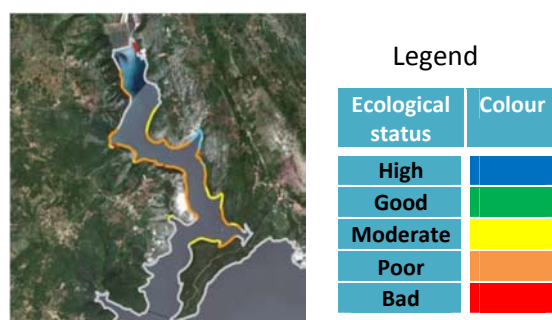 Legend
Ecological status
Colour
High
Good
Moderate
Poor
Bad